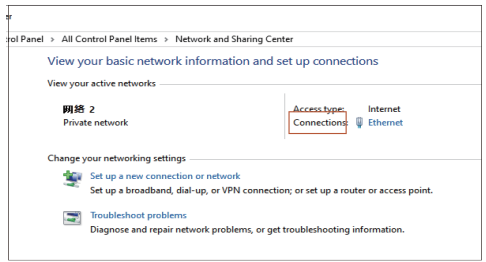 er
rol Panel > All Control Panel Items > Network and Sharing Center
View your basic network information and set up connections
View your active networks
网络 2
Private network
Access type: Internet
Connections: Ethernet
Change your networking settings
Set up a new connection or network
Set up a broadband, dial-up, or VPN connection; or set up a router or access point.
Troubleshoot problems
Diagnose and repair network problems, or get troubleshooting information.